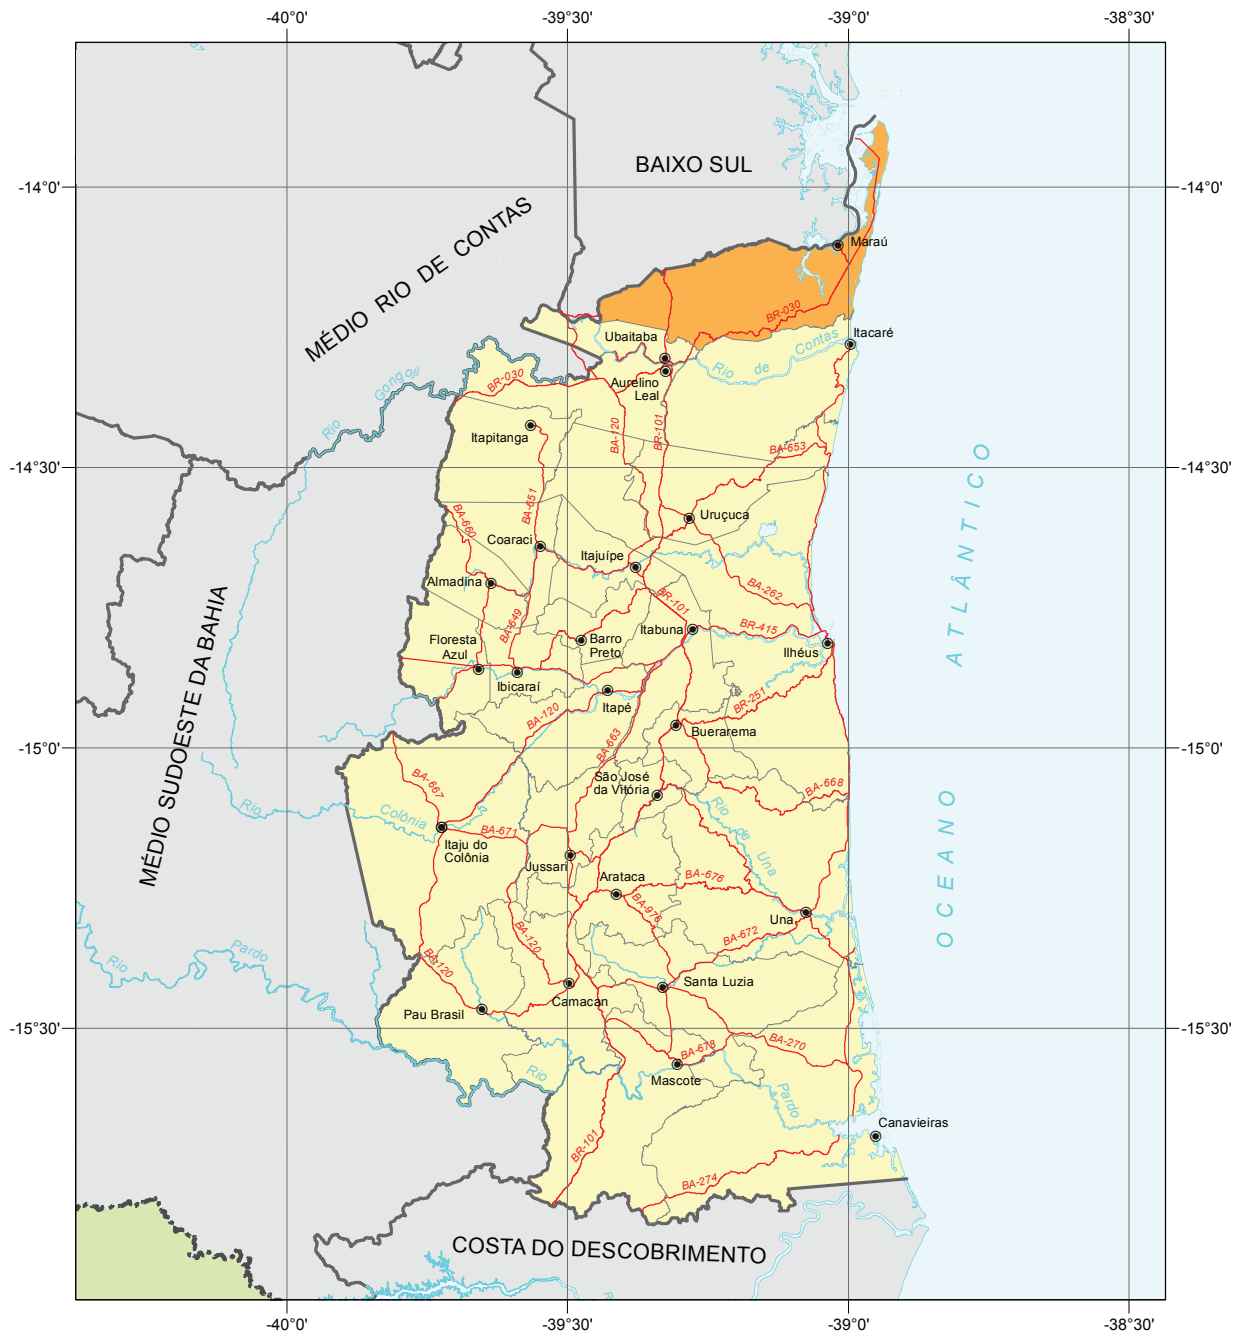 -40°0'
-39°30'
-39°0'
-38°30'
BAIXO SUL
-14°0'
-14°0'
MÉDIO RIO DE CONTAS
Maraú
BR-030
Itacaré
Ubaitaba
Rio de Contas
Aurelino
Leal
BR-030
Rio Gongoji
Itapitanga
BA-120
BR-101
BA-653
-14°30'
-14°30'
BA-651
BA-660
Uruçuca
Coaraci
Itajuípe
Almadina
BA-262
BR-101
BA-649
Itabuna
BR-415
Barro
Preto
Floresta
Azul
Ilhéus
Ibicaraí
Itapé
BR-251
BA-120
Buerarema
BA-663
OCEANO ATLÂNTICO
MÉDIO SUDOESTE DA BAHIA
-15°0'
-15°0'
São José
da Vitória
BA-667
BA-668
Rio Colônia
BA-671
Rio de Una
Itaju do
Colônia
Jussari
Arataca
BA-676
BA-976
Una
BA-672
BA-120
BA-120
Rio Pardo
Santa Luzia
Camacan
Pau Brasil
-15°30'
-15°30'
BA-270
BA-678
Mascote
Rio
Pardo
Canavieiras
BR-101
BA-274
COSTA DO DESCOBRIMENTO
-40°0'
-39°30'
-39°0'
-38°30'